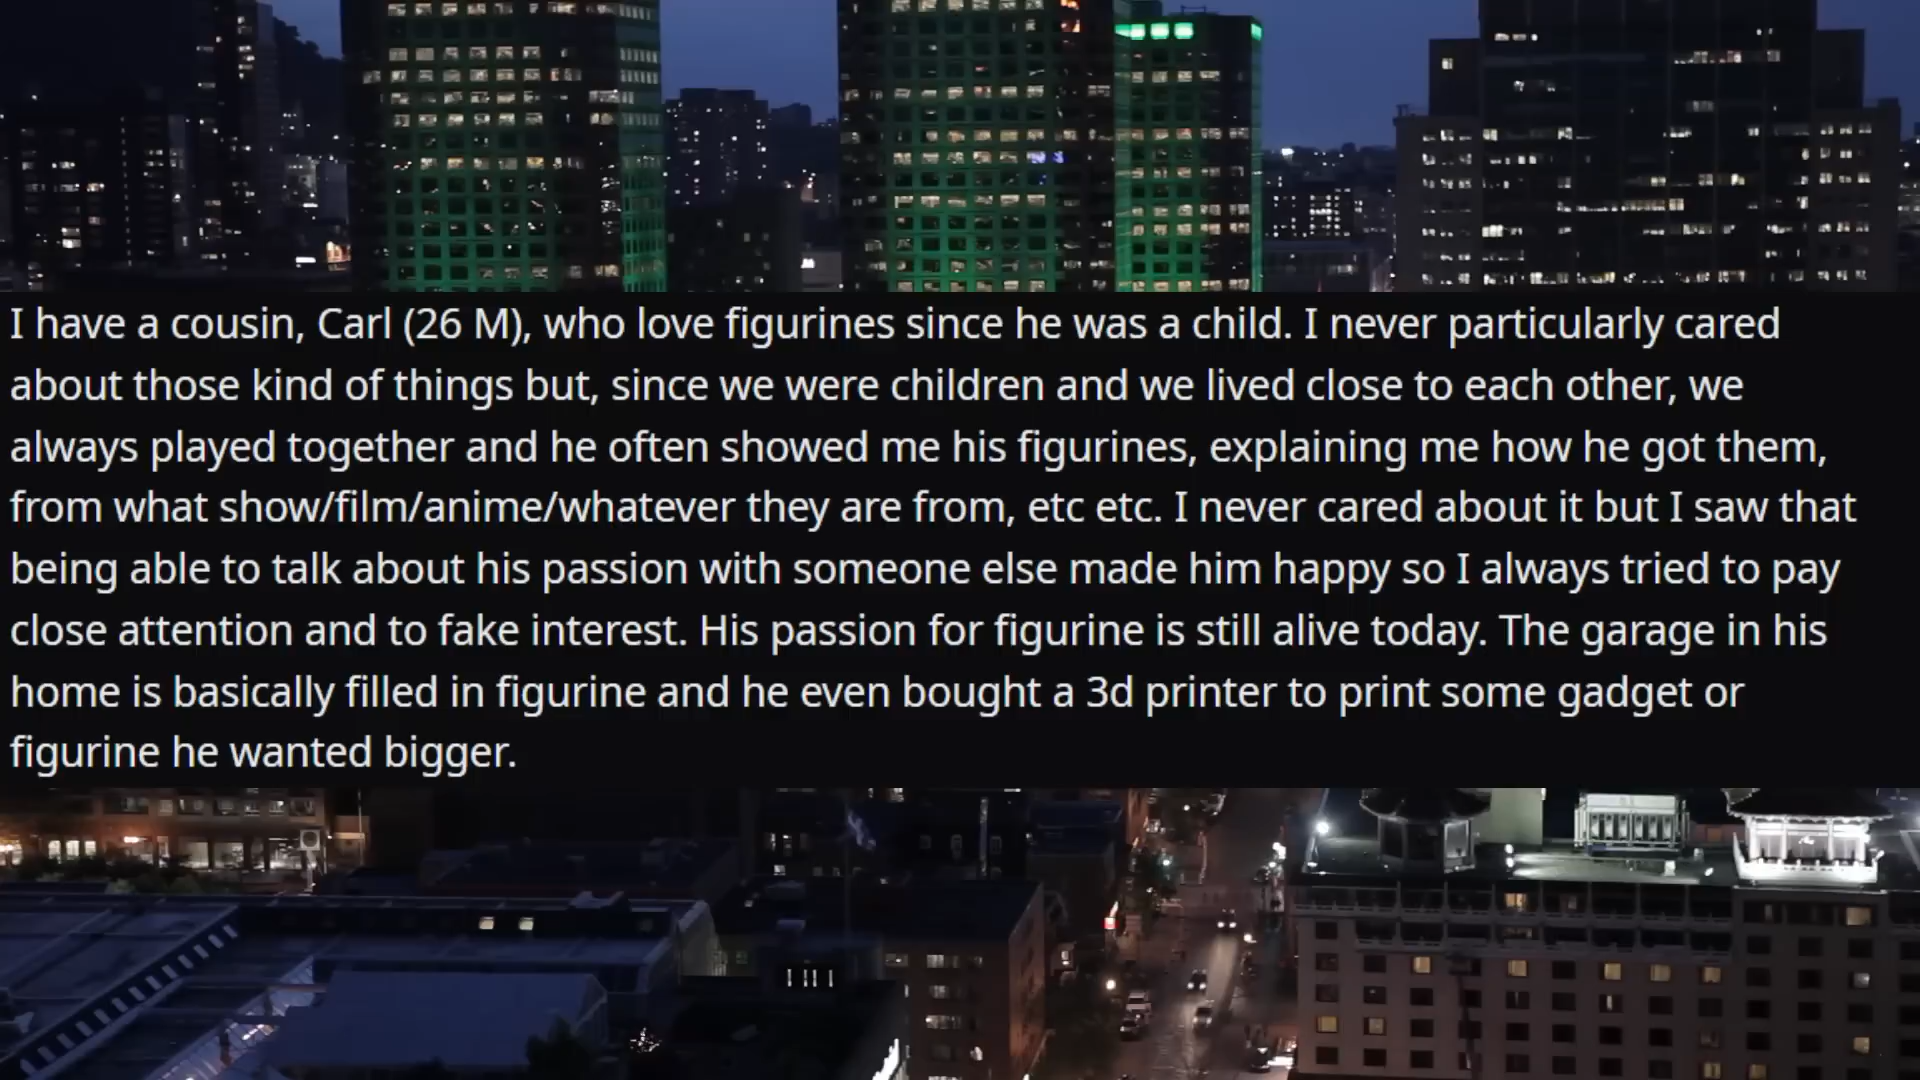 I have a cousin, Carl (26 M), who love figurines since he was a child. I never particularly cared
about those kind of things but, since we were children and we lived close to each other, we
always played together and he often showed me his figurines, explaining me how he got them,
from what show/film/anime/whatever they are from, etc etc. I never cared about it but I saw that
being able to talk about his passion with someone else made him happy so I always tried to pay
close attention and to fake interest. His passion for figurine is still alive today. The garage in his
home is basically filled in figurine and he even bought a 3d printer to print some gadget or
figurine he wanted bigger.